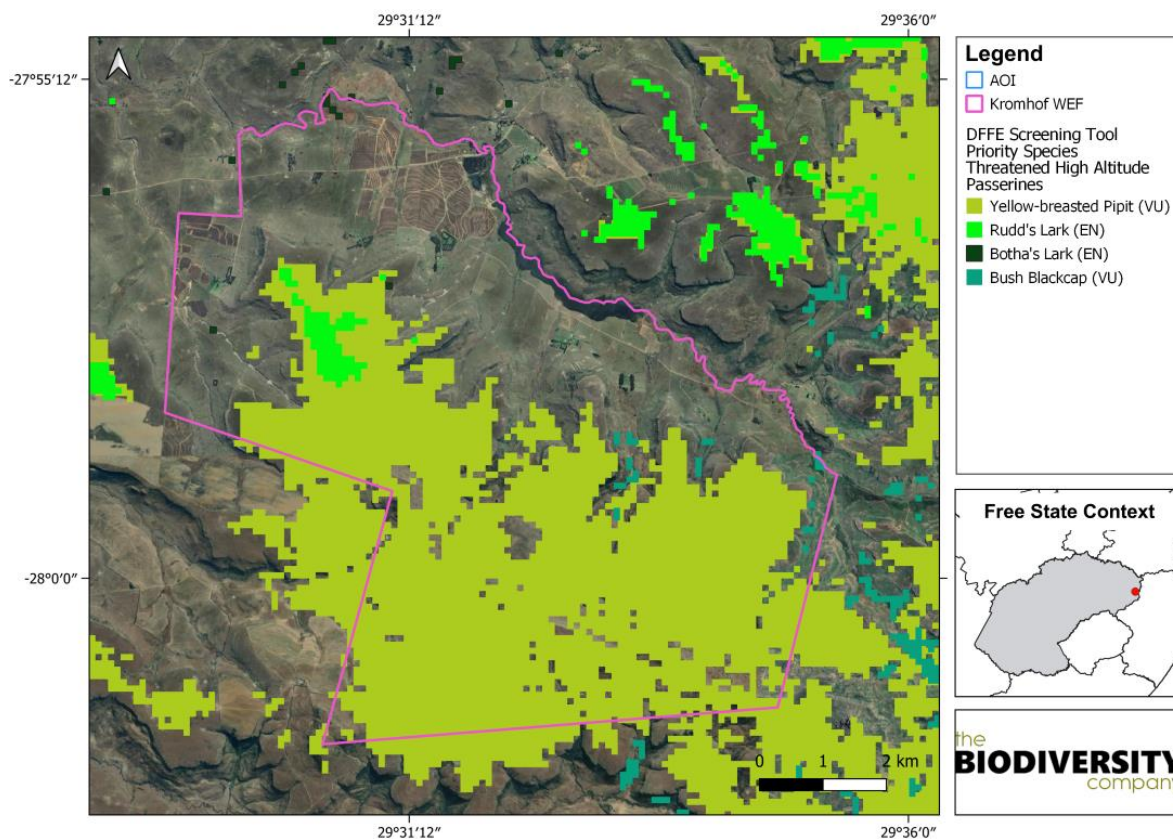 29°31′12″
29°36′0″
-27°55′12″
-28°0′0″
0 1 2 km
29°31′12″
29°36′0″
Legend
AOI
Kromhof WEF
DFFE Screening Tool
Priority Species
Threatened High Altitude
Passerines
Yellow-breasted Pipit (VU)
Rudd's Lark (EN)
Botha's Lark (EN)
Bush Blackcap (VU)
Free State Context
the
BIODIVERSITY
company